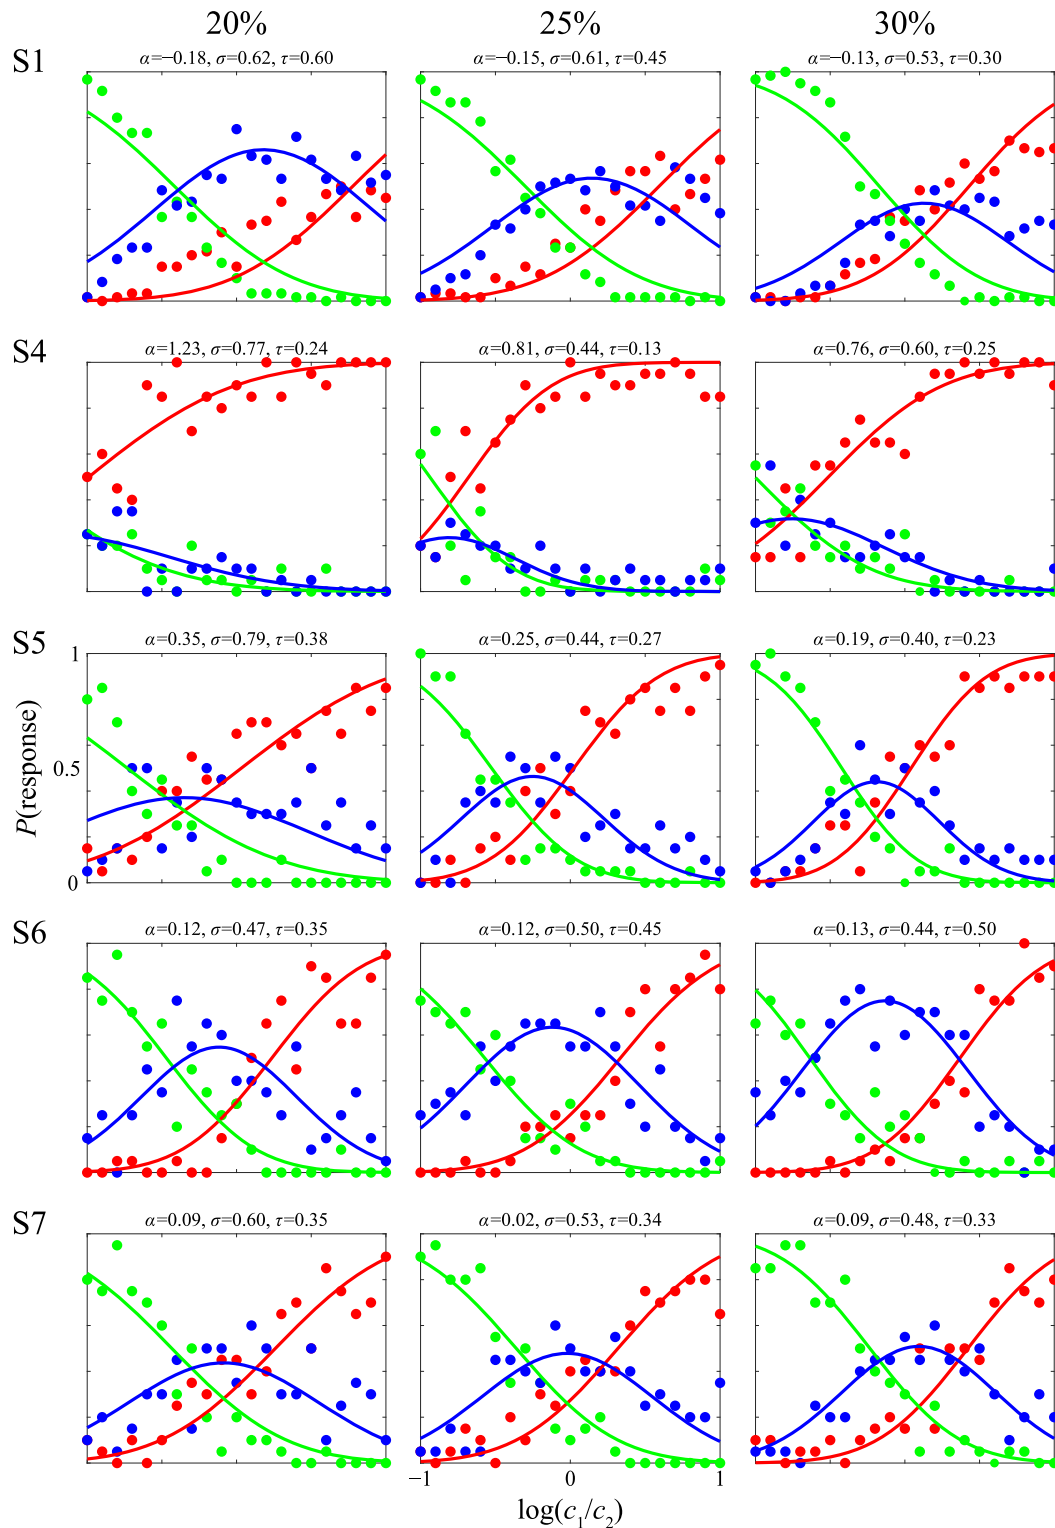 20% 25% 30%
S1
α=−0.18, σ=0.62, τ=0.60 α=−0.15, σ=0.61, τ=0.45 α=−0.13, σ=0.53, τ=0.30
S4
α=1.23, σ=0.77, τ=0.24 α=0.81, σ=0.44, τ=0.13 α=0.76, σ=0.60, τ=0.25
S5
α=0.35, σ=0.79, τ=0.38 α=0.25, σ=0.44, τ=0.27 α=0.19, σ=0.40, τ=0.23
1
0.5
0
P(response)
S6
α=0.12, σ=0.47, τ=0.35 α=0.12, σ=0.50, τ=0.45 α=0.13, σ=0.44, τ=0.50
S7
α=0.09, σ=0.60, τ=0.35 α=0.02, σ=0.53, τ=0.34 α=0.09, σ=0.48, τ=0.33
−1 0 1
log(c₁/c₂)